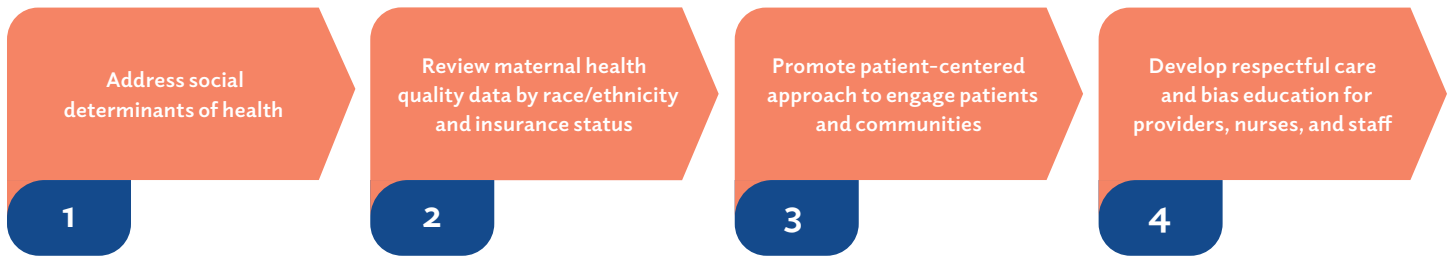 Address social
determinants of health
1
Review maternal health
quality data by race/ethnicity
and insurance status
2
Promote patient-centered
approach to engage patients
and communities
3
Develop respectful care
and bias education for
providers, nurses, and staff
4